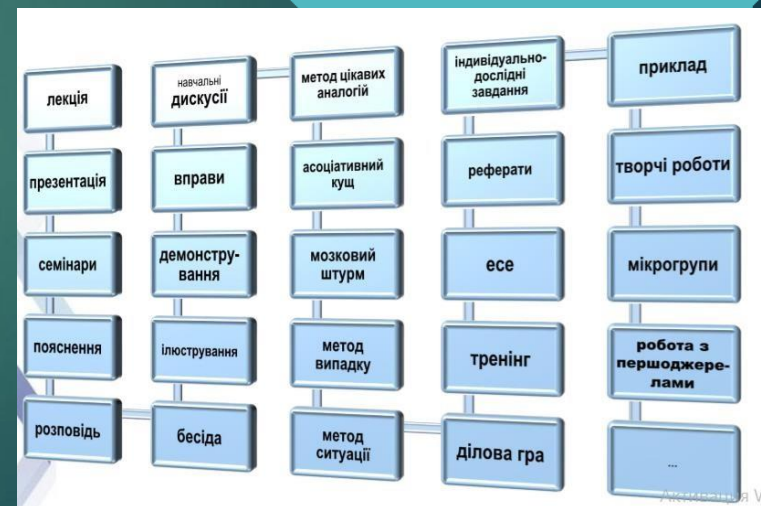 лекція
презентація
семінари
пояснення
розповідь
навчальні
дискусії
вправи
демонстру-
вання
ілюстрування
бесіда
метод цікавих
аналогій
асоціативний
кущ
мозковий
штурм
метод
випадку
метод
ситуації
індивідуально-
дослідні
завдання
реферати
есе
тренінг
ділова гра
приклад
творчі роботи
мікрогрупи
робота з
першоджере-
лами
...